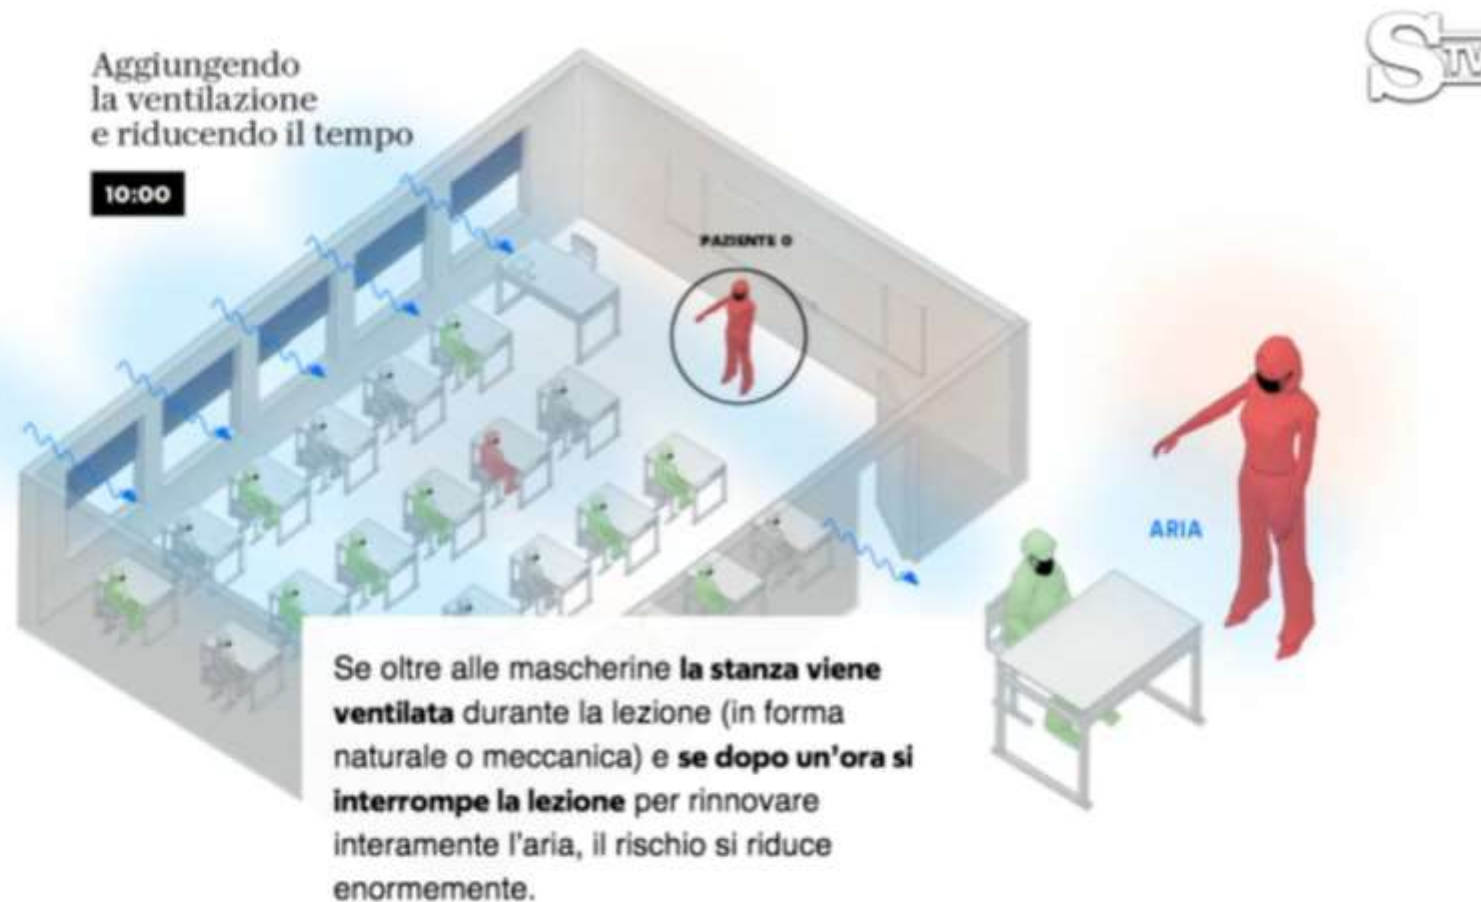 Aggiungendo
la ventilazione
e riducendo il tempo
10:00
STV
PAZIENTE 0
ARIA
Se oltre alle mascherine la stanza viene
ventilata durante la lezione (in forma
naturale o meccanica) e se dopo un'ora si
interrompe la lezione per rinnovare
interamente l'aria, il rischio si riduce
enormemente.